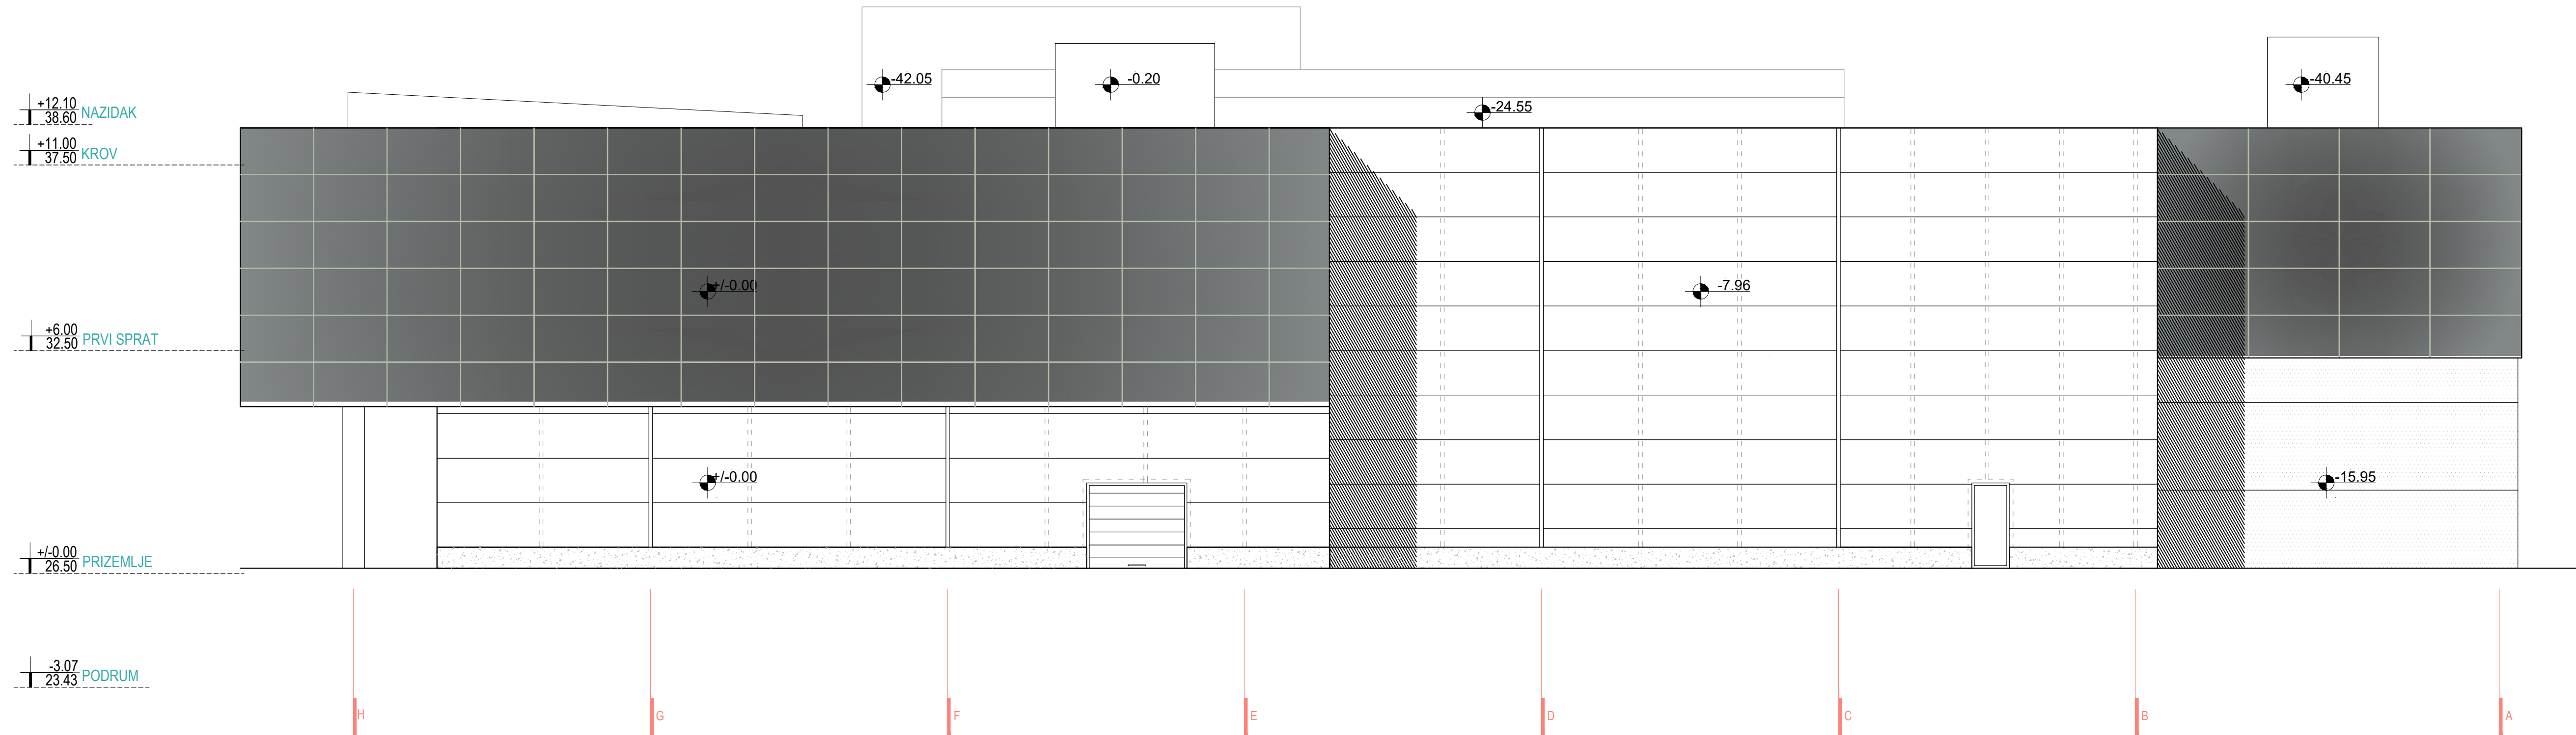 -42.05
-0.20
-40.45
-24.55
+12.10 NAZIDAK
38.60
+11.00 KROV
37.50
+/-0.00
-7.96
+6.00 PRVI SPRAT
32.50
+/-0.00
-15.95
+/-0.00 PRIZEMLJE
26.50
-3.07 PODRUM
23.43
H G F E D C B A